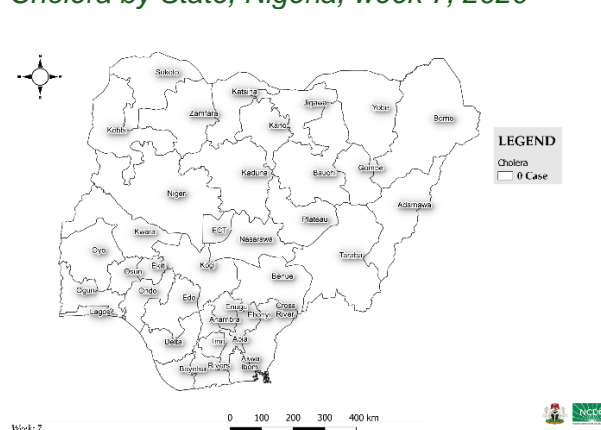 Cholera by State, Nigeria, week 7, 2020
N
Sokoto
Katsina
Jigawa
Yobe
Borno
Zamfara
Kano
Kebbi
LEGEND
Cholera
0 Case
Kaduna
Bauchi
Gombe
Niger
Adamawa
Plateau
Kwara
FCT
Nasarawa
Oyo
Taraba
Osun
Ekiti
Kogi
Benue
Ogun
Ondo
Edo
Lagos
Enugu
Ebonyi
Cross
River
Anambra
Delta
Imo
Abia
Bayelsa
Rivers
Akwa
Ibom
0 100 200 300 400 km
Week: 7
NCDC